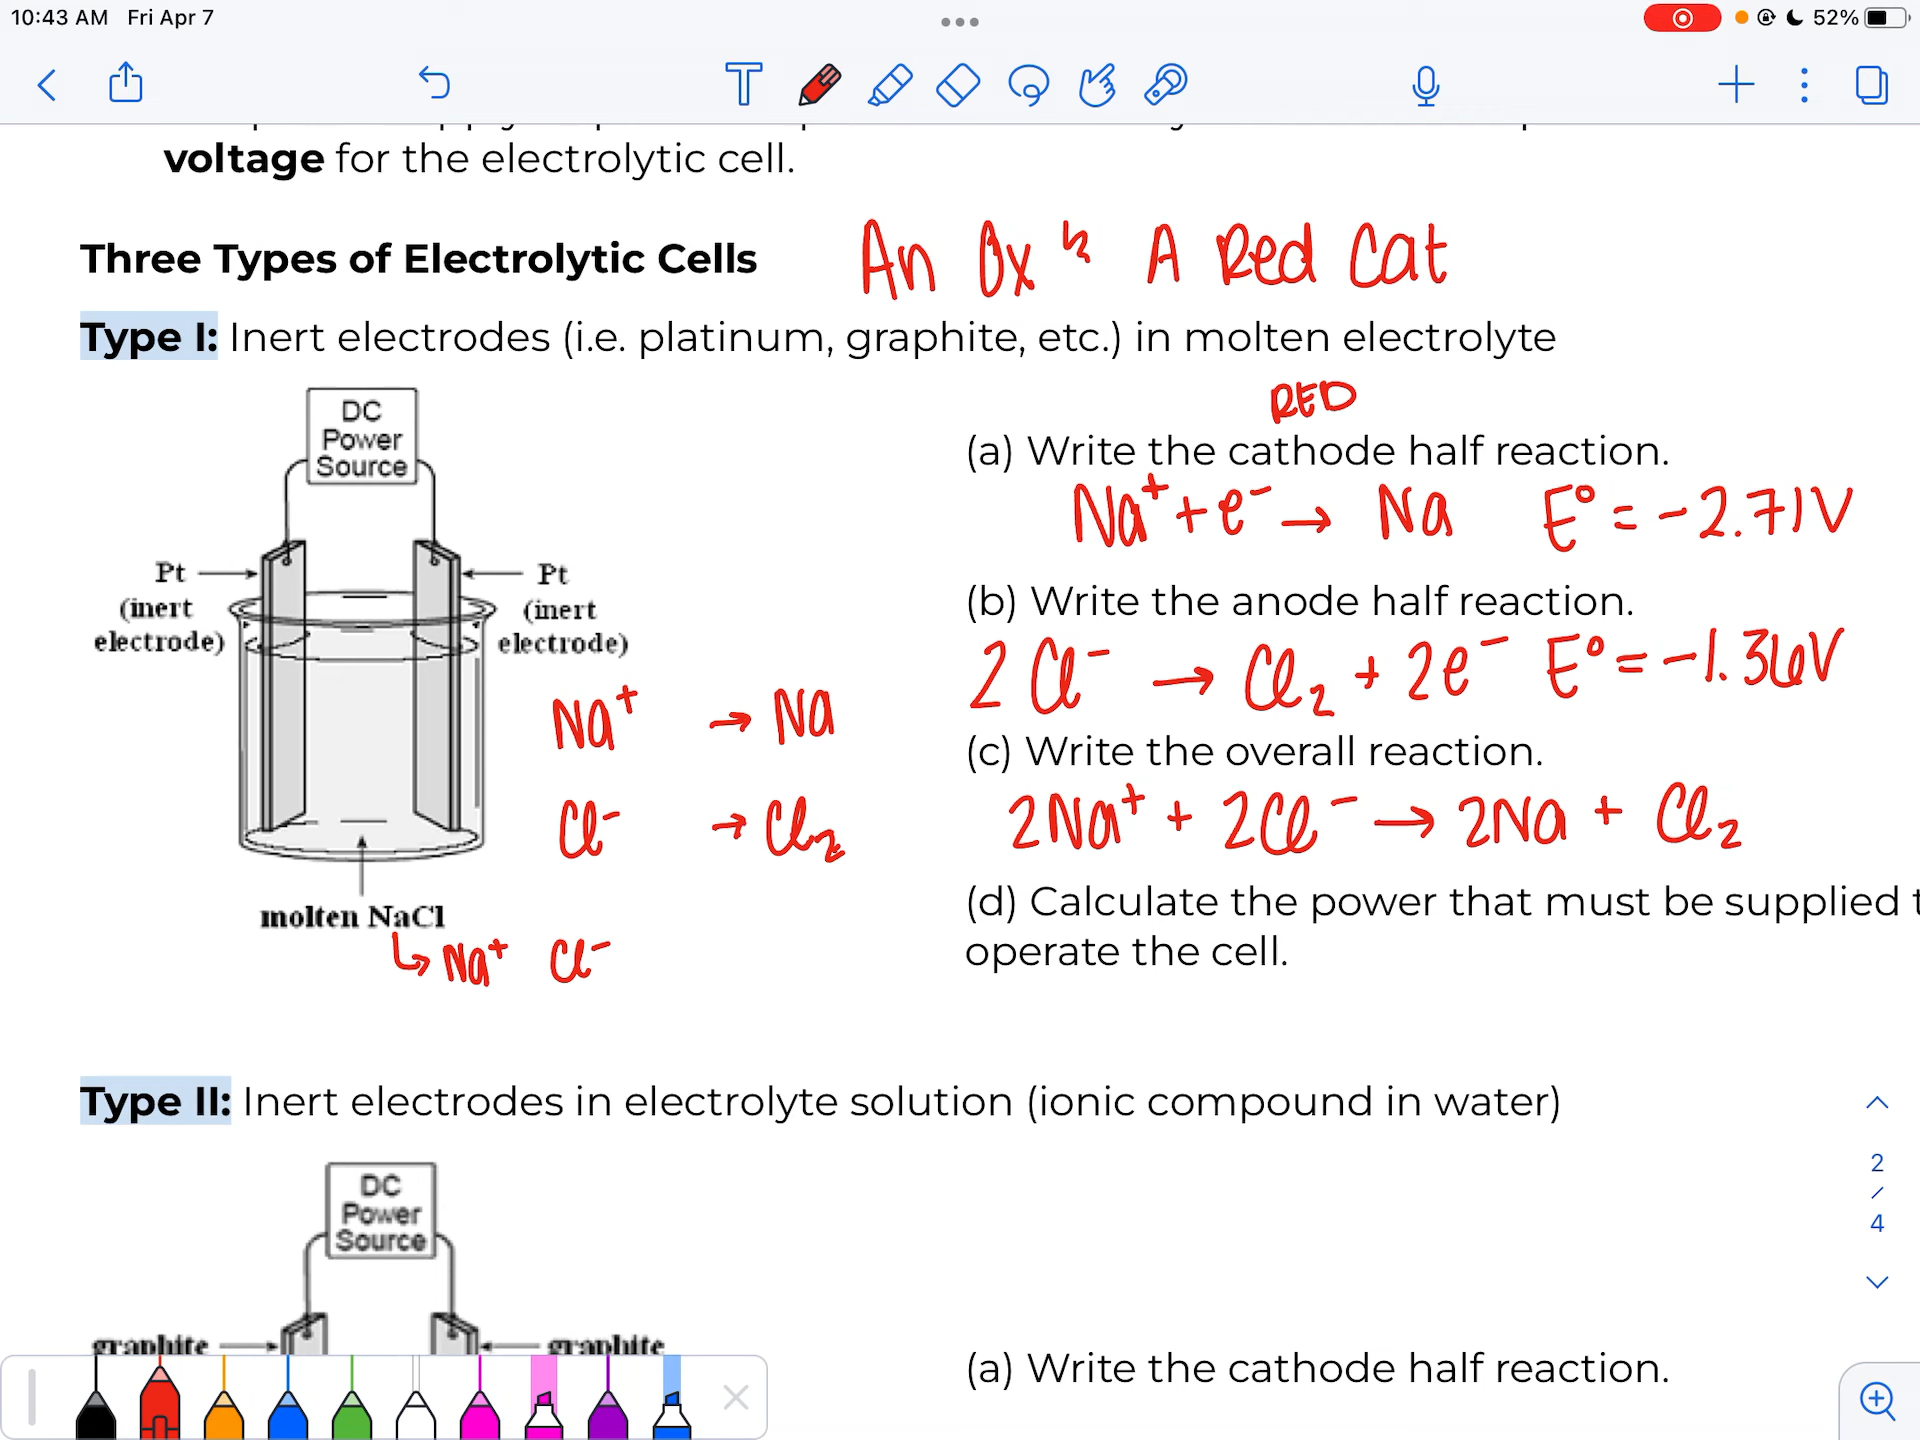 10:43 AM Fri Apr 7
52%
voltage for the electrolytic cell.
Three Types of Electrolytic Cells
An Ox & A Red Cat
Type I: Inert electrodes (i.e. platinum, graphite, etc.) in molten electrolyte
DC
Power
Source
Pt
(inert
electrode)
Pt
(inert
electrode)
molten NaCl
↳ Na⁺ Cl⁻
Na⁺ → Na
Cl⁻ → Cl₂
RED
(a) Write the cathode half reaction.
Na⁺ + e⁻ → Na E° = -2.71V
(b) Write the anode half reaction.
2Cl⁻ → Cl₂ + 2e⁻ E° = -1.36V
(c) Write the overall reaction.
2Na⁺ + 2Cl⁻ → 2Na + Cl₂
(d) Calculate the power that must be supplied t
operate the cell.
Type II: Inert electrodes in electrolyte solution (ionic compound in water)
DC
Power
Source
graphite
graphite
(a) Write the cathode half reaction.
2
/
4